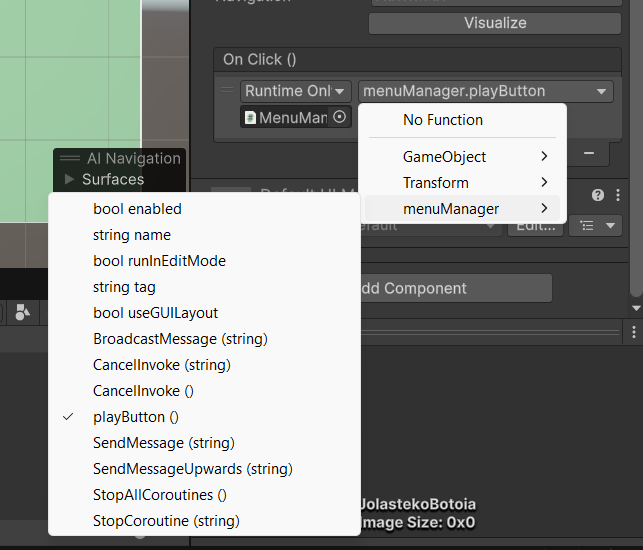 Visualize
On Click ()
Runtime Onl
menuManager.playButton
MenuMan
No Function
GameObject
Transform
menuManager
AI Navigation
Surfaces
Edit...
dd Component
bool enabled
string name
bool runInEditMode
string tag
bool useGUILayout
BroadcastMessage (string)
CancelInvoke (string)
CancelInvoke ()
playButton ()
SendMessage (string)
SendMessageUpwards (string)
StopAllCoroutines ()
StopCoroutine (string)
JolastekoBotoia
Image Size: 0x0